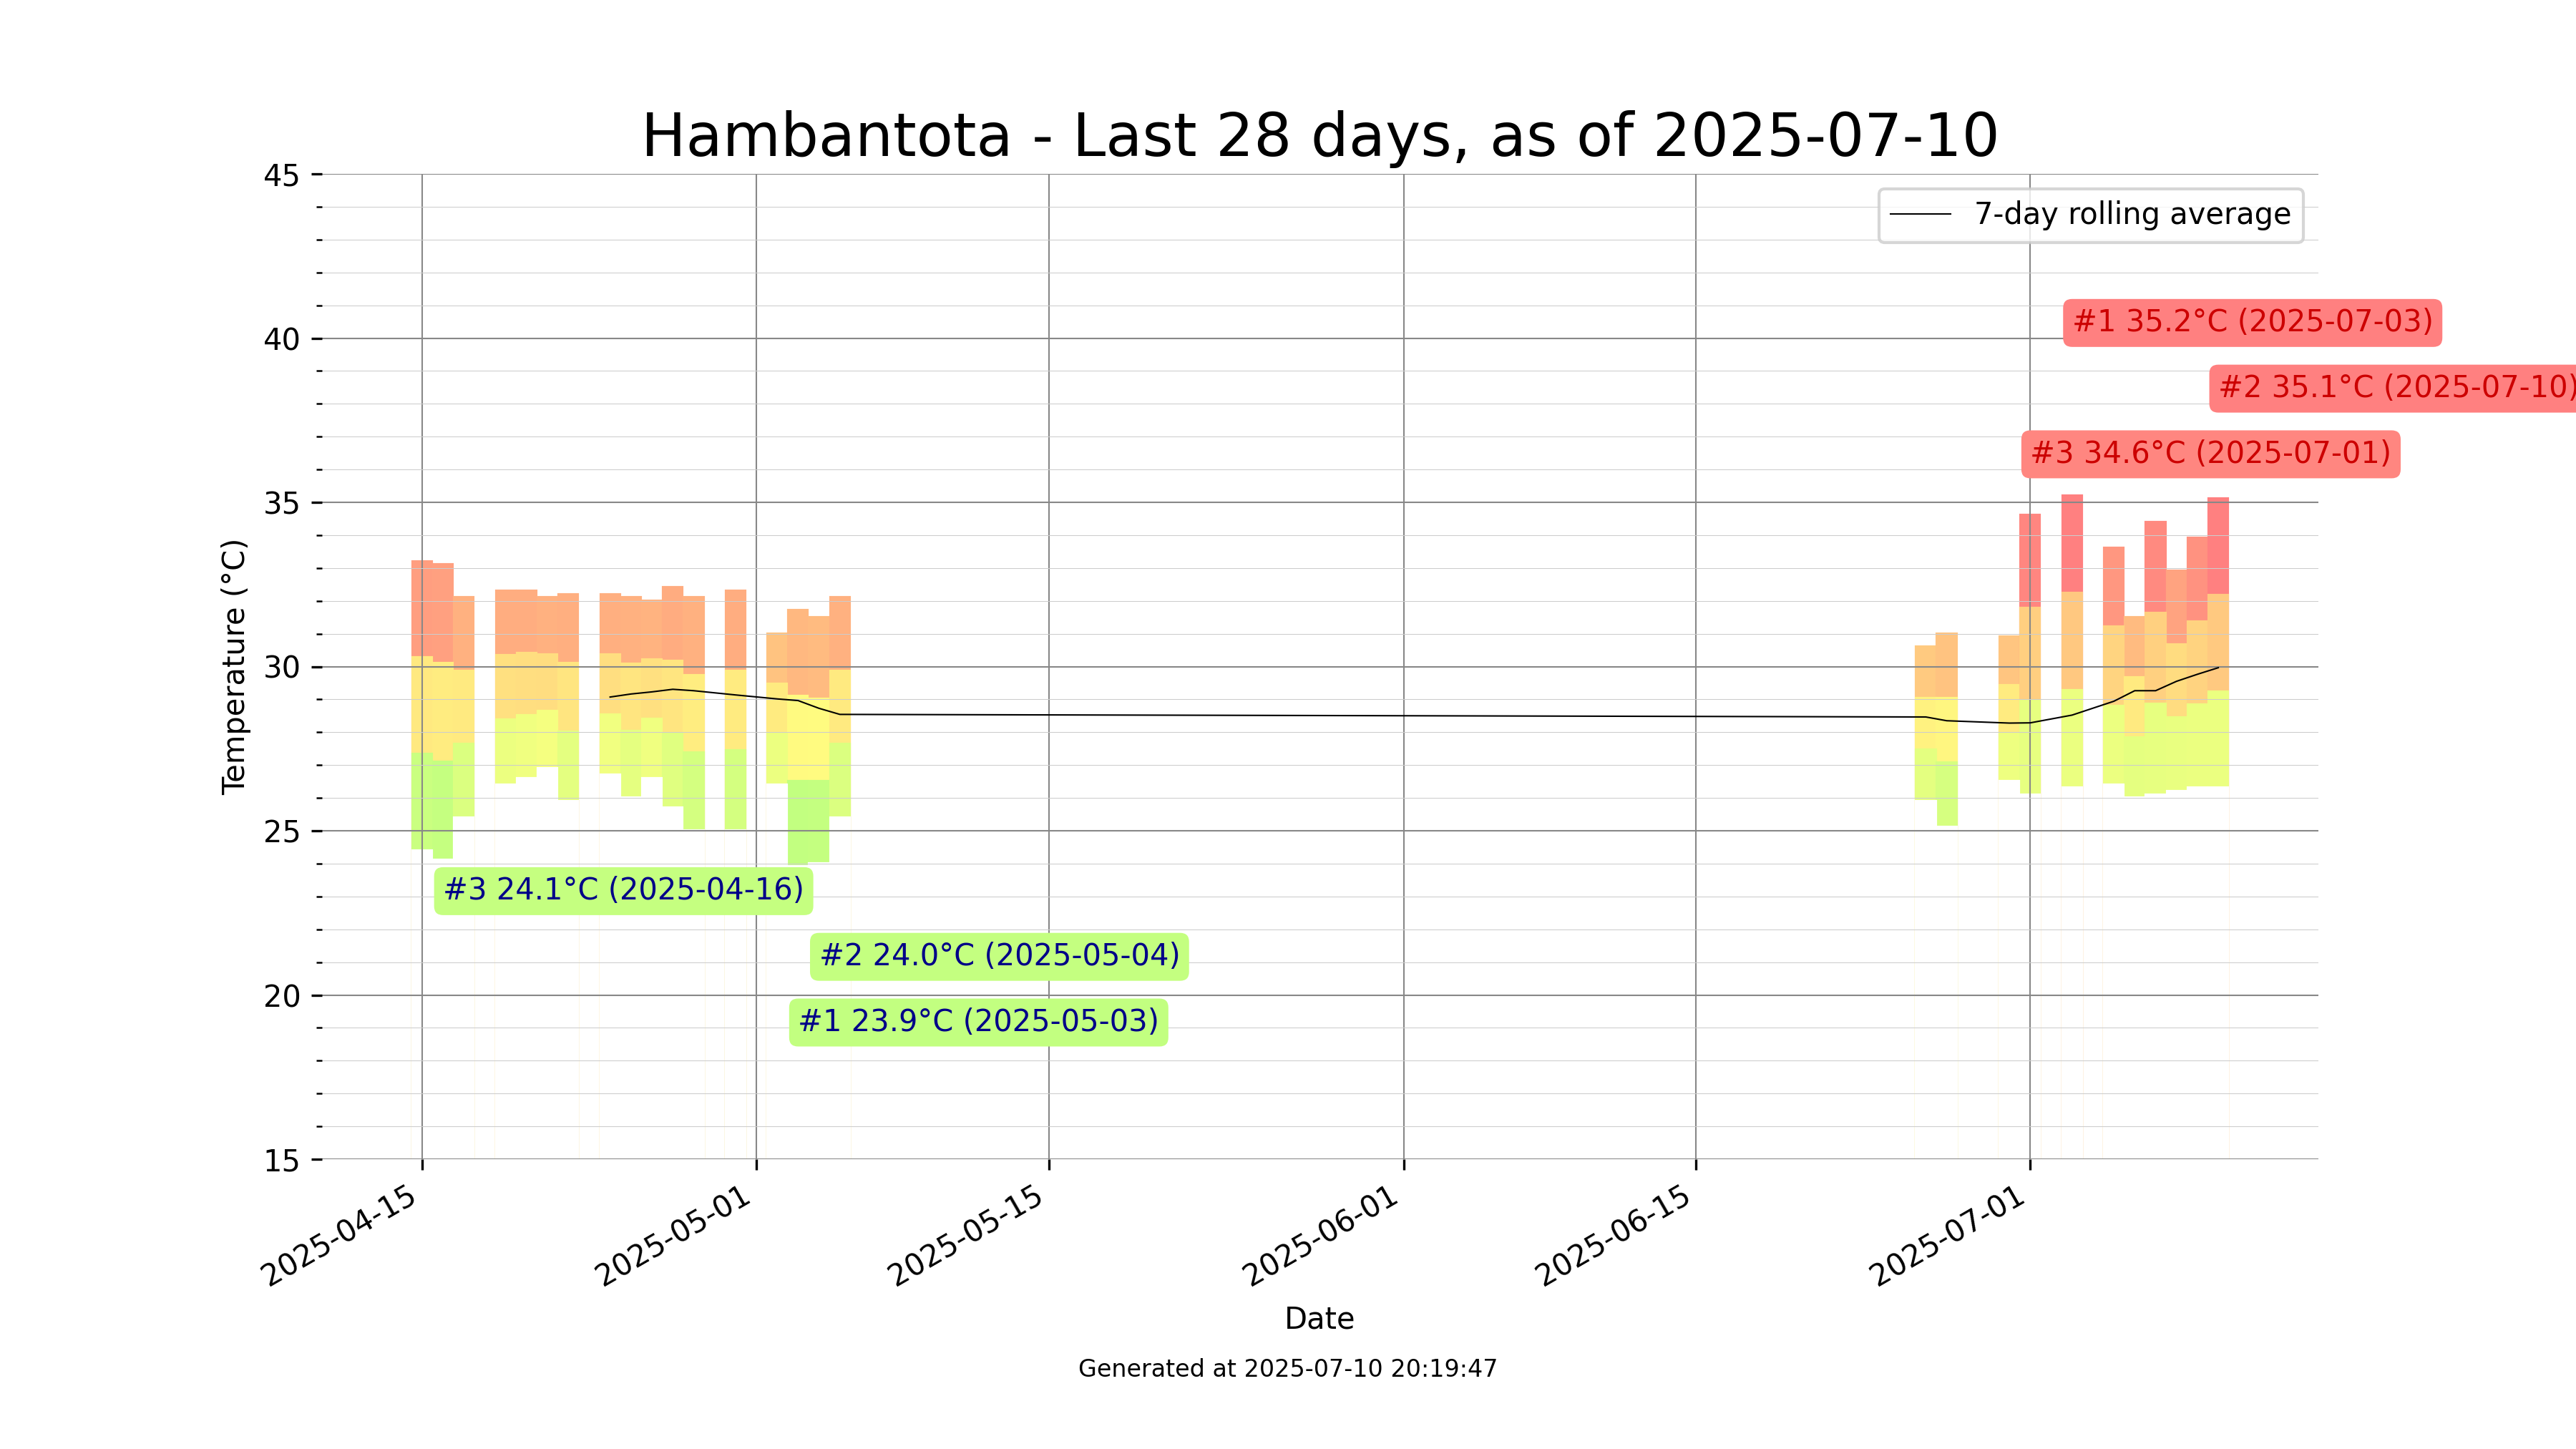 Hambantota - Last 28 days, as of 2025-07-10
45
7-day rolling average
#1 35.2°C (2025-07-03)
40
#2 35.1°C (2025-07-10)
#3 34.6°C (2025-07-01)
35
30
Temperature (°C)
25
#3 24.1°C (2025-04-16)
#2 24.0°C (2025-05-04)
20
#1 23.9°C (2025-05-03)
15
2025-04-15
2025-05-01
2025-05-15
2025-06-01
2025-06-15
2025-07-01
Date
Generated at 2025-07-10 20:19:47